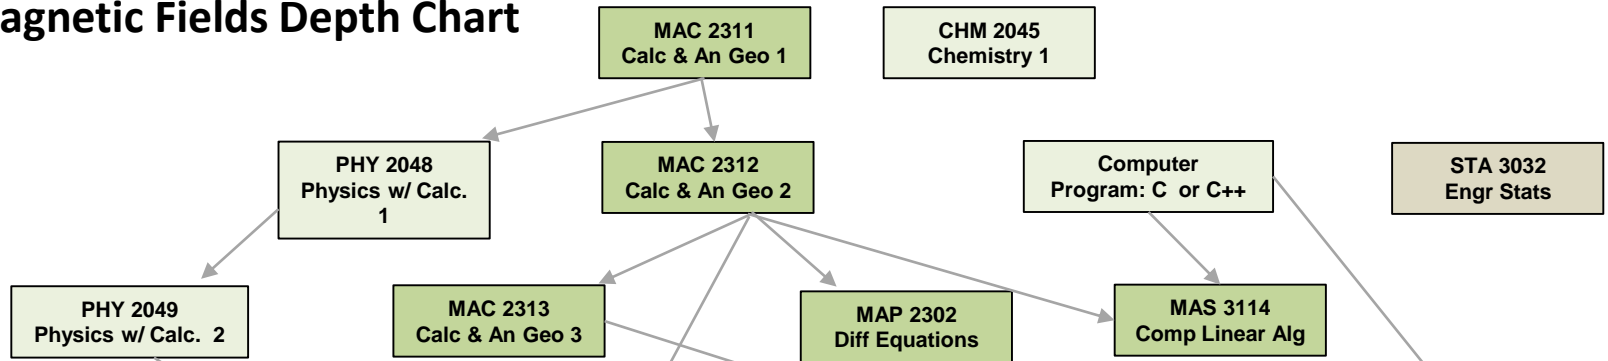 agnetic Fields Depth Chart
MAC 2311
Calc & An Geo 1
CHM 2045
Chemistry 1
PHY 2048
Physics w/ Calc.
1
MAC 2312
Calc & An Geo 2
Computer
Program: C or C++
STA 3032
Engr Stats
PHY 2049
Physics w/ Calc. 2
MAC 2313
Calc & An Geo 3
MAP 2302
Diff Equations
MAS 3114
Comp Linear Alg